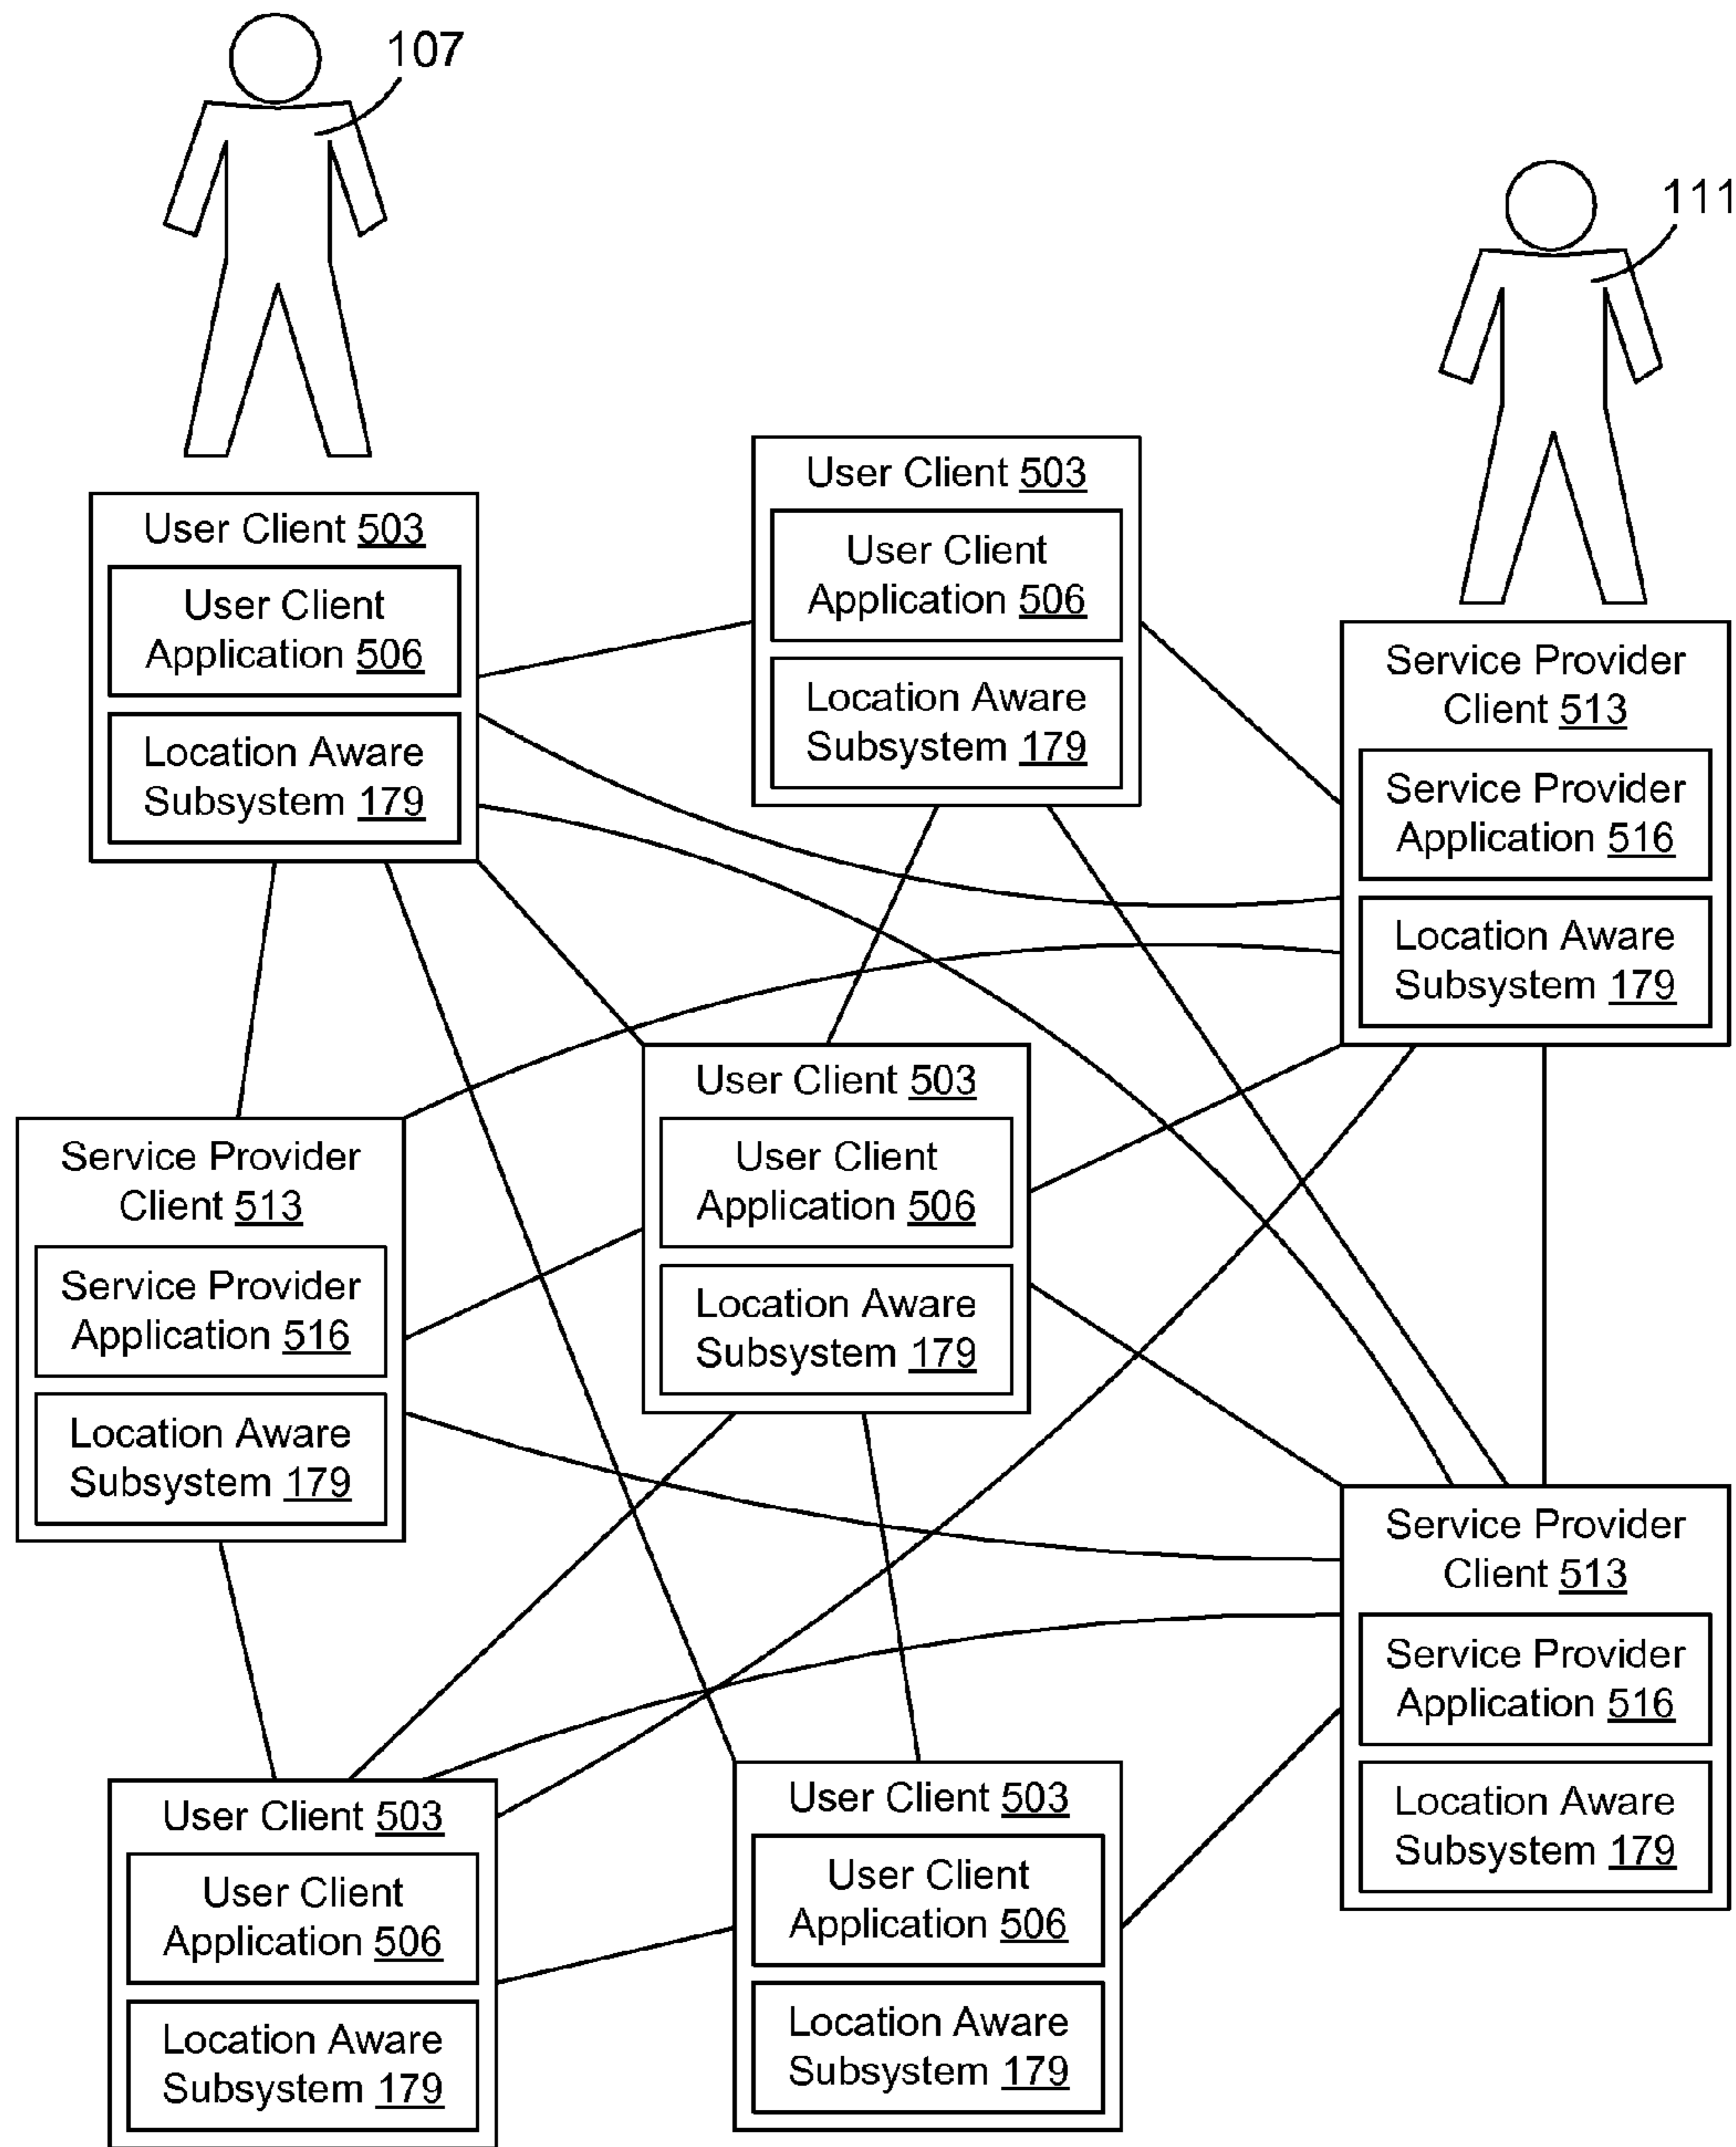 107
111
User Client 503
User Client
Application 506
Location Aware
Subsystem 179
User Client 503
User Client
Application 506
Location Aware
Subsystem 179
Service Provider
Client 513
Service Provider
Application 516
Location Aware
Subsystem 179
User Client 503
User Client
Application 506
Location Aware
Subsystem 179
Service Provider
Client 513
Service Provider
Application 516
Location Aware
Subsystem 179
Service Provider
Client 513
Service Provider
Application 516
Location Aware
Subsystem 179
User Client 503
User Client
Application 506
Location Aware
Subsystem 179
User Client 503
User Client
Application 506
Location Aware
Subsystem 179